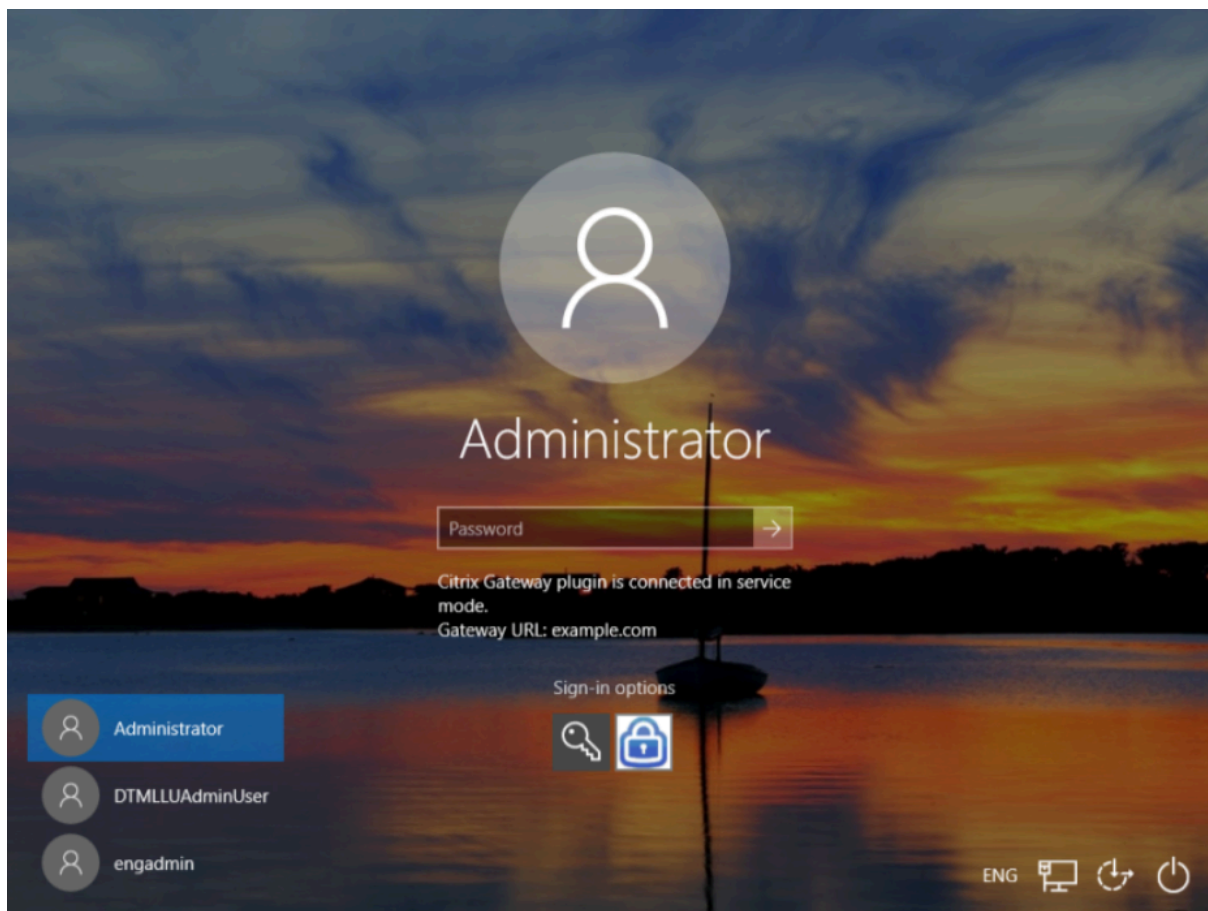 Administrator
Password
Citrix Gateway plugin is connected in service
mode.
Gateway URL: example.com
Sign-in options
Administrator
DTMLLUAdminUser
engadmin
ENG